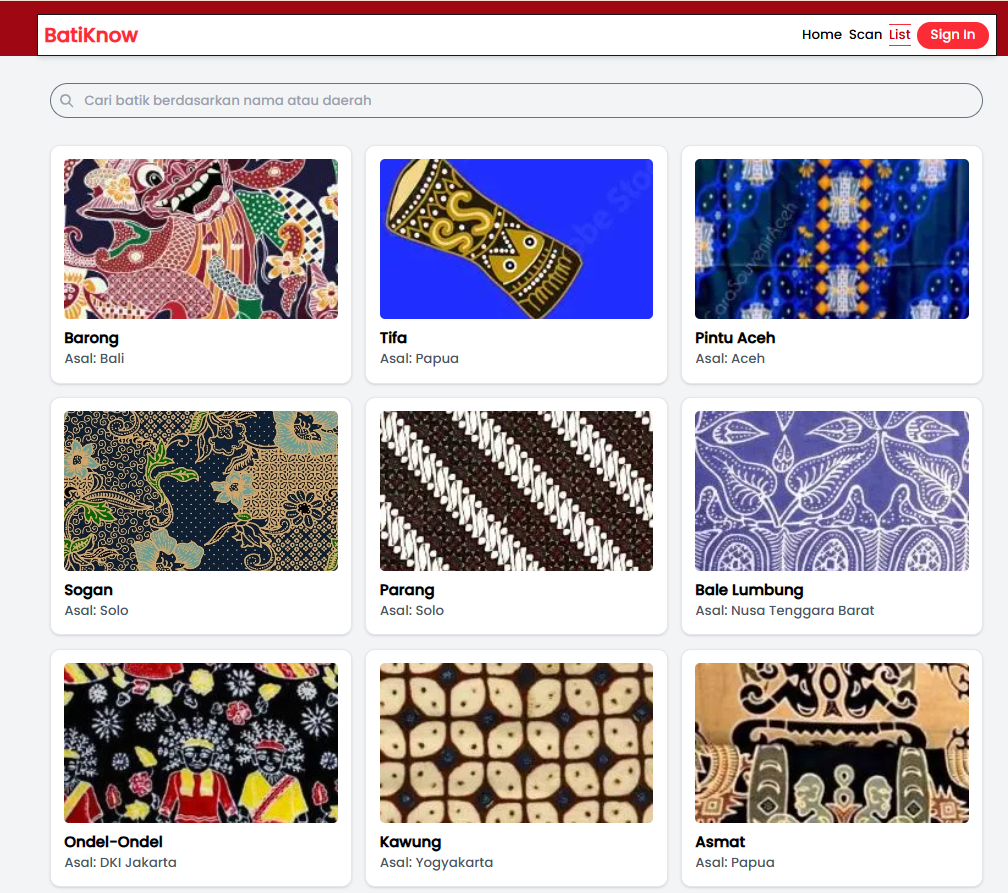 BatiKnow
Home Scan List Sign In
Cari batik berdasarkan nama atau daerah
Barong
Asal: Bali
Tifa
Asal: Papua
Pintu Aceh
Asal: Aceh
Sogan
Asal: Solo
Parang
Asal: Solo
Bale Lumbung
Asal: Nusa Tenggara Barat
Ondel-Ondel
Asal: DKI Jakarta
Kawung
Asal: Yogyakarta
Asmat
Asal: Papua